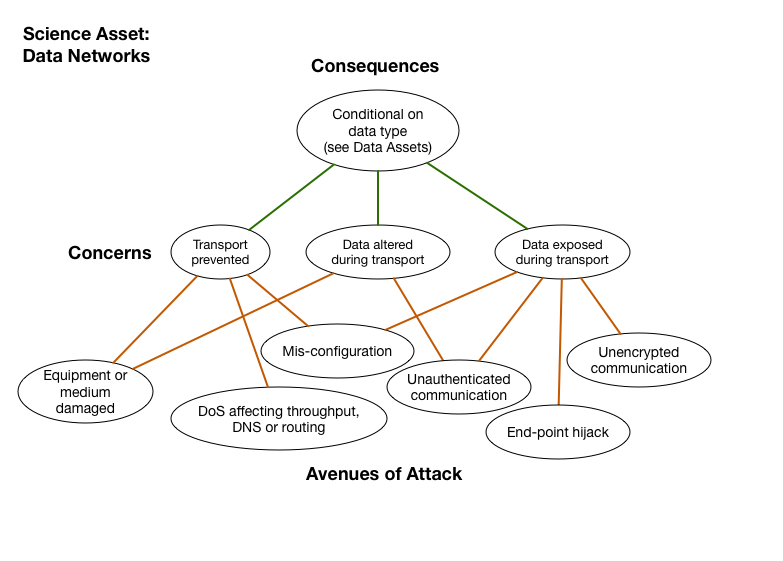 Science Asset:
Data Networks
Consequences
Conditional on
data type
(see Data Assets)
Concerns
Transport
prevented
Data altered
during transport
Data exposed
during transport
Mis-configuration
Unencrypted
communication
Equipment or
medium
damaged
Unauthenticated
communication
DoS affecting throughput,
DNS or routing
End-point hijack
Avenues of Attack